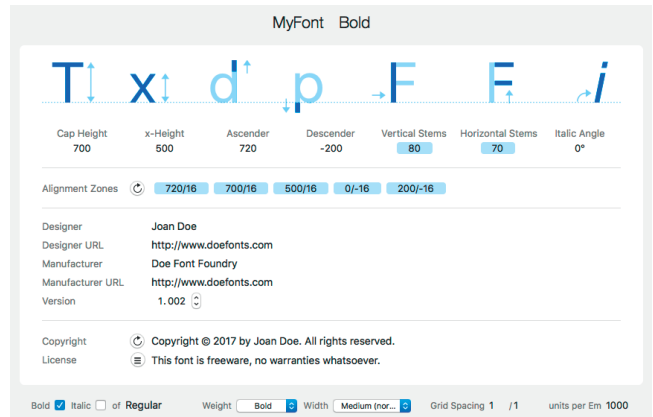 MyFont Bold
T x d p F F i
Cap Height x-Height Ascender Descender Vertical Stems Horizontal Stems Italic Angle
700 500 720 -200 80 70 0°
Alignment Zones 720/16 700/16 500/16 0/-16 200/-16
Designer Joan Doe
Designer URL http://www.doefonts.com
Manufacturer Doe Font Foundry
Manufacturer URL http://www.doefonts.com
Version 1.002
Copyright Copyright © 2017 by Joan Doe. All rights reserved.
License This font is freeware, no warranties whatsoever.
Bold Italic of Regular Weight Bold Width Medium (nor... Grid Spacing 1 /1 units per Em 1000